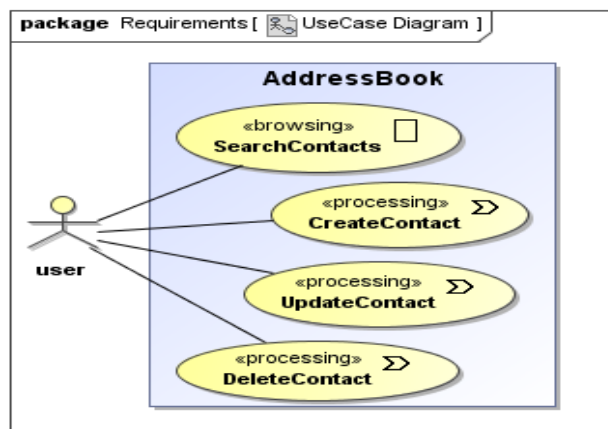 package Requirements [ UseCase Diagram ]
AddressBook
«browsing»
SearchContacts
«processing»
CreateContact
user
«processing»
UpdateContact
«processing»
DeleteContact